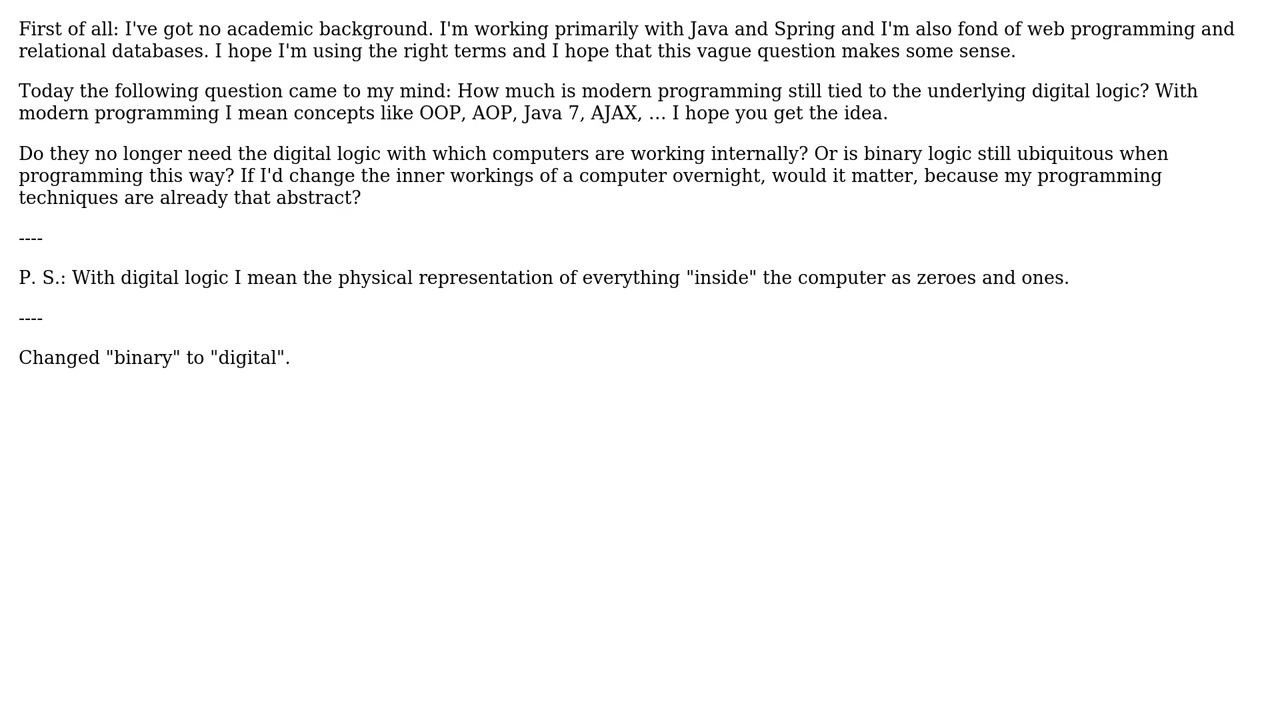 First of all: I've got no academic background. I'm working primarily with Java and Spring and I'm also fond of web programming and
relational databases. I hope I'm using the right terms and I hope that this vague question makes some sense.
Today the following question came to my mind: How much is modern programming still tied to the underlying digital logic? With
modern programming I mean concepts like OOP, AOP, Java 7, AJAX, … I hope you get the idea.
Do they no longer need the digital logic with which computers are working internally? Or is binary logic still ubiquitous when
programming this way? If I'd change the inner workings of a computer overnight, would it matter, because my programming
techniques are already that abstract?
----
P. S.: With digital logic I mean the physical representation of everything "inside" the computer as zeroes and ones.
----
Changed "binary" to "digital".